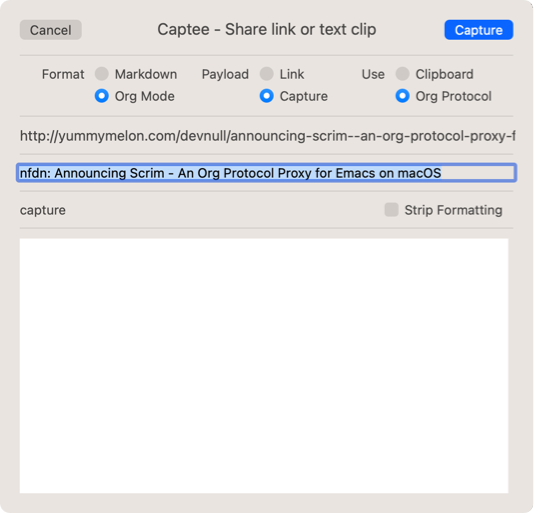 Cancel Captee - Share link or text clip Capture
Format Markdown Payload Link Use Clipboard
Org Mode Capture Org Protocol
http://yummymelon.com/devnull/announcing-scrim--an-org-protocol-proxy-f
nfdn: Announcing Scrim - An Org Protocol Proxy for Emacs on macOS
capture Strip Formatting